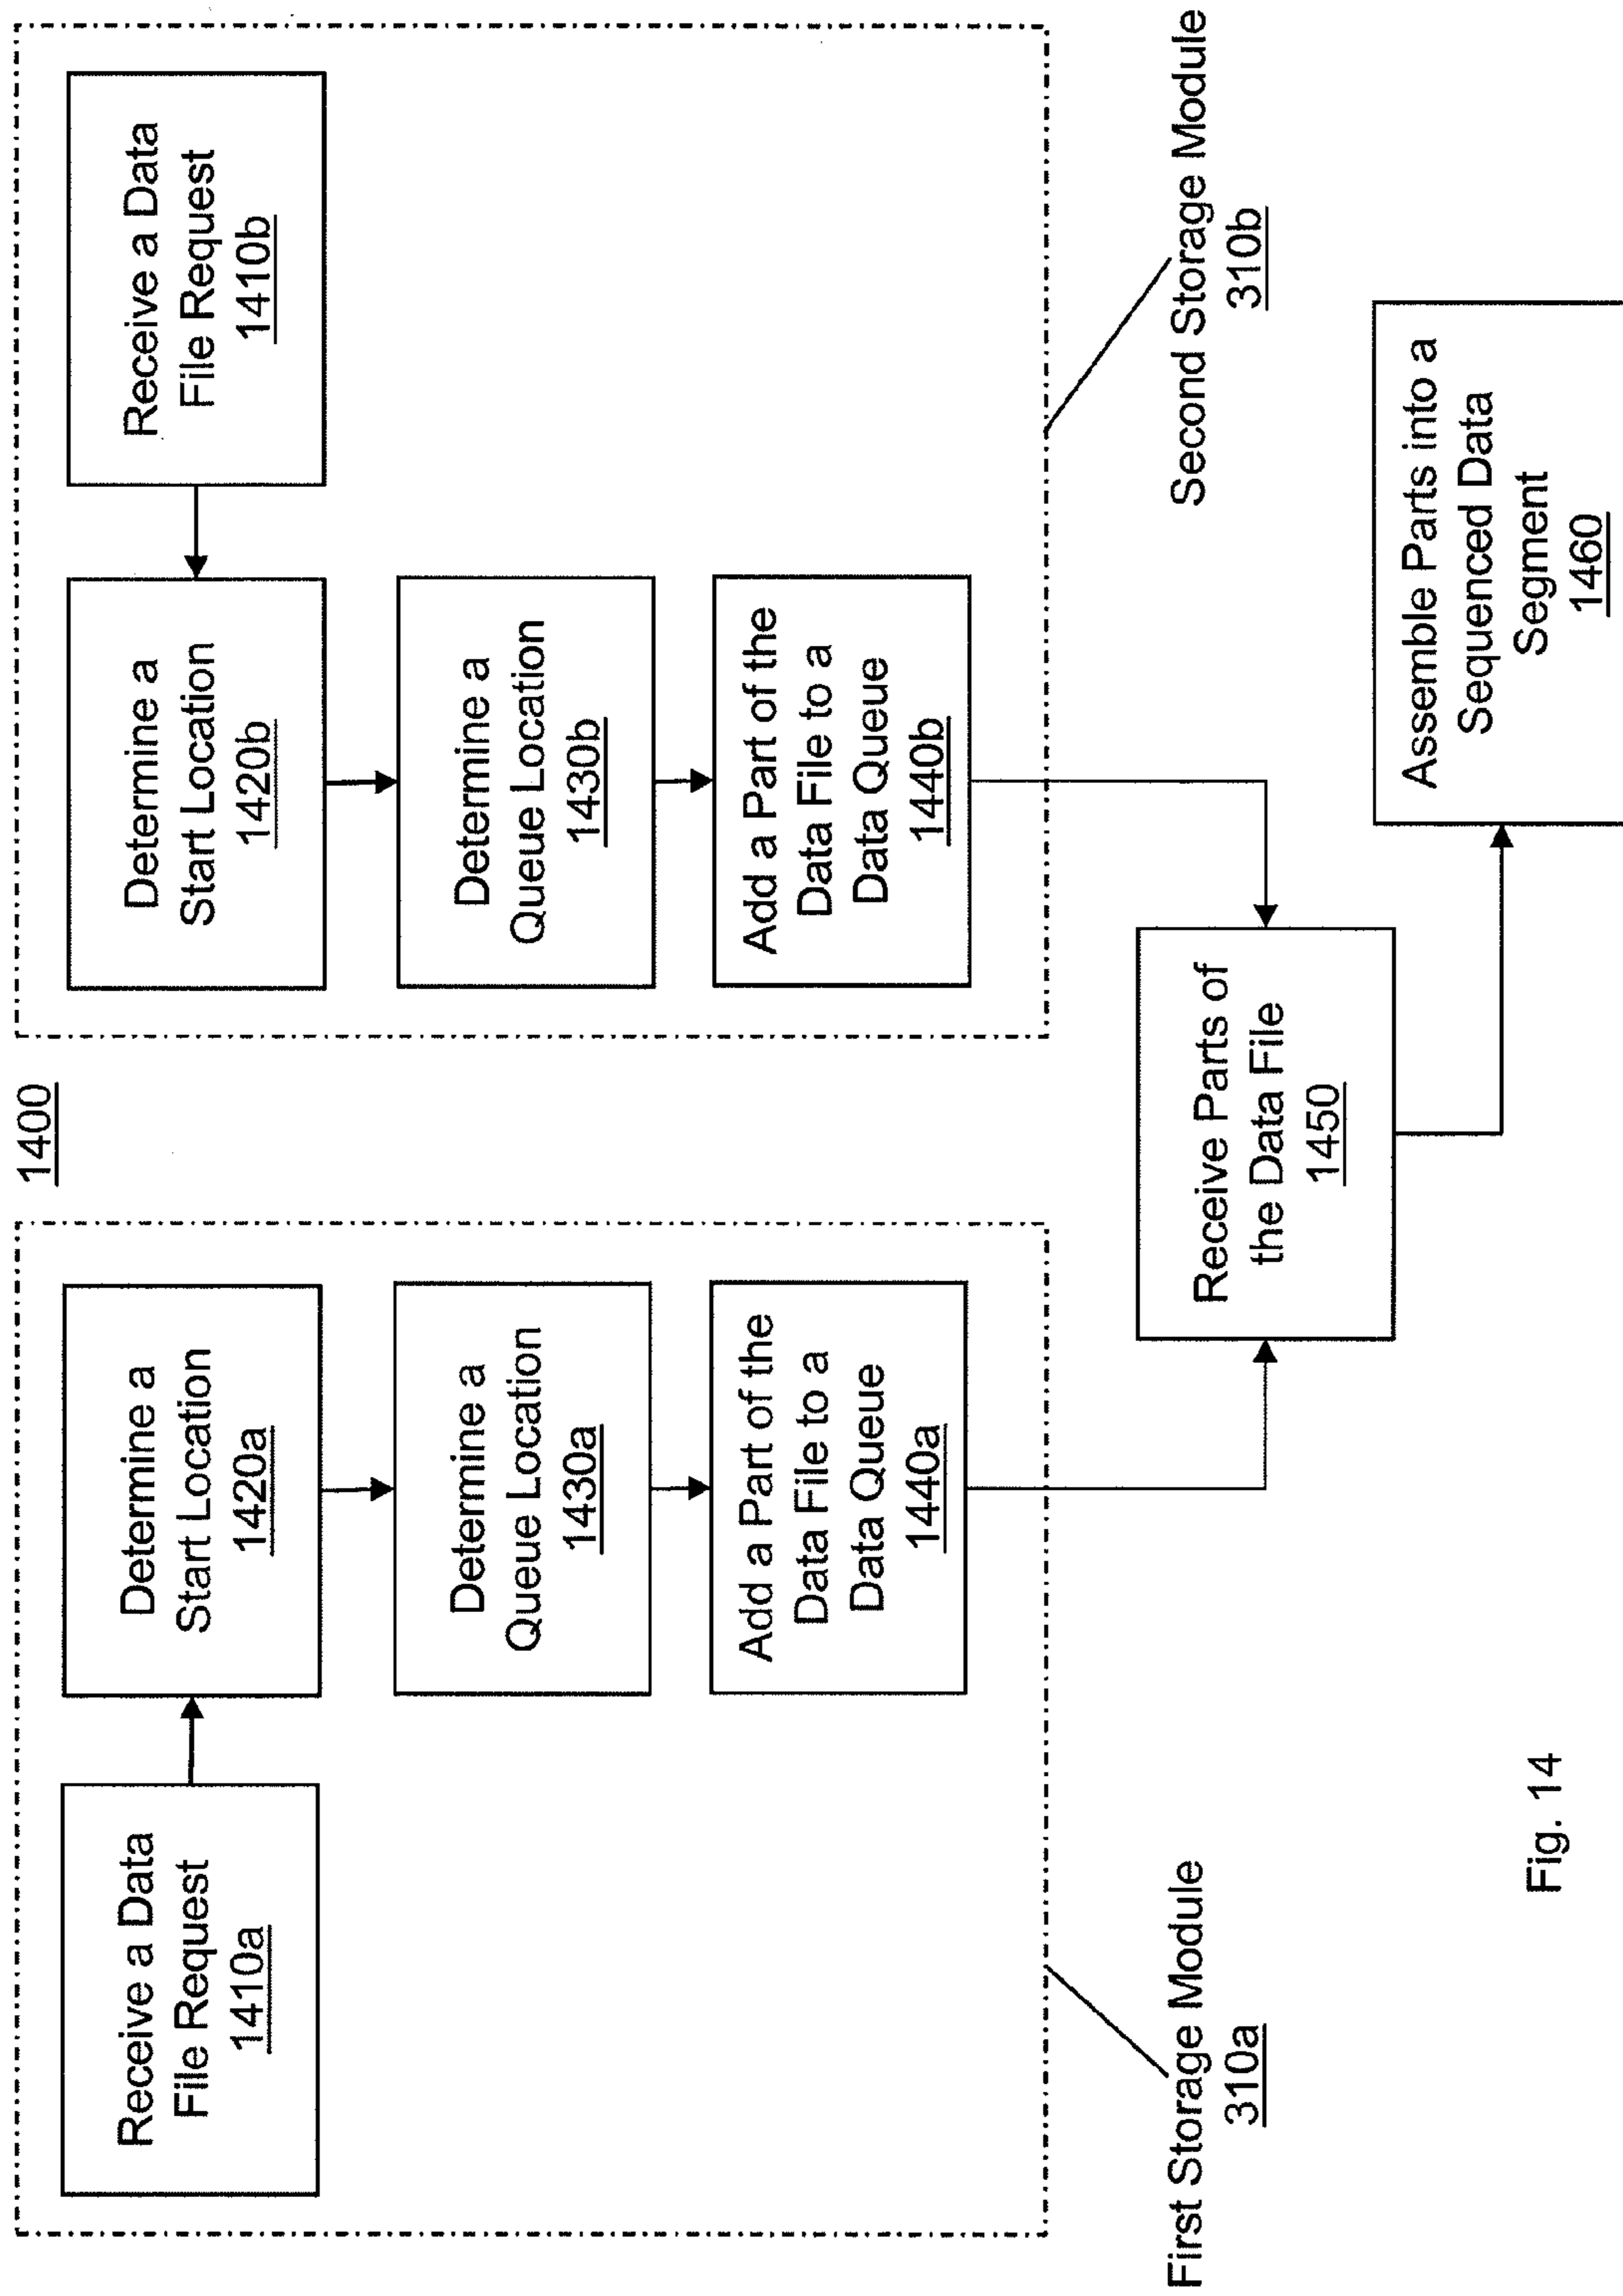 1400
Receive a Data
File Request
1410a
Determine a
Start Location
1420a
Determine a
Queue Location
1430a
Add a Part of the
Data File to a
Data Queue
1440a
First Storage Module
310a
Determine a
Start Location
1420b
Receive a Data
File Request
1410b
Determine a
Queue Location
1430b
Add a Part of the
Data File to a
Data Queue
1440b
Second Storage Module
310b
Receive Parts of
the Data File
1450
Assemble Parts into a
Sequenced Data
Segment
1460
Fig. 14